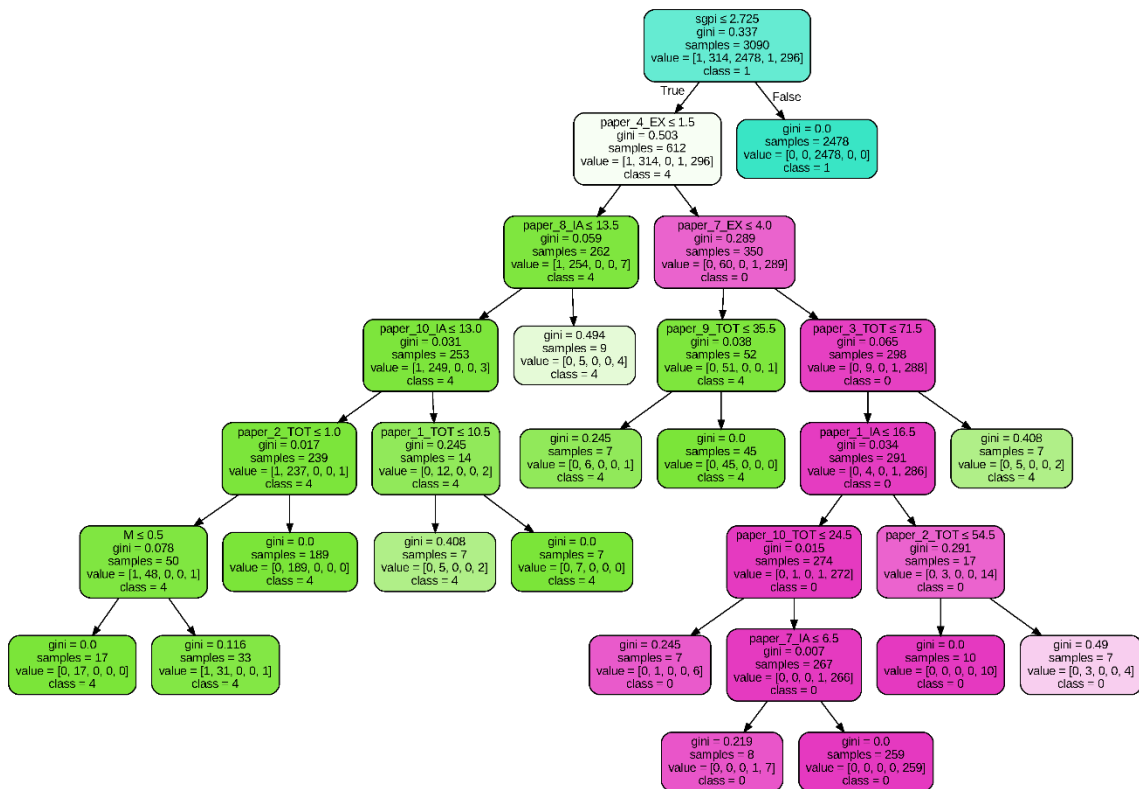 sgpi ≤ 2.725
gini = 0.337
samples = 3090
value = [1, 314, 2478, 1, 296]
class = 1
True
False
paper_4_EX ≤ 1.5
gini = 0.503
samples = 612
value = [1, 314, 0, 1, 296]
class = 4
gini = 0.0
samples = 2478
value = [0, 0, 2478, 0, 0]
class = 1
paper_8_IA ≤ 13.5
gini = 0.059
samples = 262
value = [1, 254, 0, 0, 7]
class = 4
paper_7_EX ≤ 4.0
gini = 0.289
samples = 350
value = [0, 60, 0, 1, 289]
class = 0
paper_10_IA ≤ 13.0
gini = 0.031
samples = 253
value = [1, 249, 0, 0, 3]
class = 4
gini = 0.494
samples = 9
value = [0, 5, 0, 0, 4]
class = 4
paper_9_TOT ≤ 35.5
gini = 0.038
samples = 52
value = [0, 51, 0, 0, 1]
class = 4
paper_3_TOT ≤ 71.5
gini = 0.065
samples = 298
value = [0, 9, 0, 1, 288]
class = 0
paper_2_TOT ≤ 1.0
gini = 0.017
samples = 239
value = [1, 237, 0, 0, 1]
class = 4
paper_1_TOT ≤ 10.5
gini = 0.245
samples = 14
value = [0, 12, 0, 0, 2]
class = 4
gini = 0.245
samples = 7
value = [0, 6, 0, 0, 1]
class = 4
gini = 0.0
samples = 45
value = [0, 45, 0, 0, 0]
class = 4
paper_1_IA ≤ 16.5
gini = 0.034
samples = 291
value = [0, 4, 0, 1, 286]
class = 0
gini = 0.408
samples = 7
value = [0, 5, 0, 0, 2]
class = 4
M ≤ 0.5
gini = 0.078
samples = 50
value = [1, 48, 0, 0, 1]
class = 4
gini = 0.0
samples = 189
value = [0, 189, 0, 0, 0]
class = 4
gini = 0.408
samples = 7
value = [0, 5, 0, 0, 2]
class = 4
gini = 0.0
samples = 7
value = [0, 7, 0, 0, 0]
class = 4
paper_10_TOT ≤ 24.5
gini = 0.015
samples = 274
value = [0, 1, 0, 1, 272]
class = 0
paper_2_TOT ≤ 54.5
gini = 0.291
samples = 17
value = [0, 3, 0, 0, 14]
class = 0
gini = 0.0
samples = 17
value = [0, 17, 0, 0, 0]
class = 4
gini = 0.116
samples = 33
value = [1, 31, 0, 0, 1]
class = 4
gini = 0.245
samples = 7
value = [0, 1, 0, 0, 6]
class = 0
paper_7_IA ≤ 6.5
gini = 0.007
samples = 267
value = [0, 0, 0, 1, 266]
class = 0
gini = 0.0
samples = 10
value = [0, 0, 0, 0, 10]
class = 0
gini = 0.49
samples = 7
value = [0, 3, 0, 0, 4]
class = 0
gini = 0.219
samples = 8
value = [0, 0, 0, 1, 7]
class = 0
gini = 0.0
samples = 259
value = [0, 0, 0, 0, 259]
class = 0